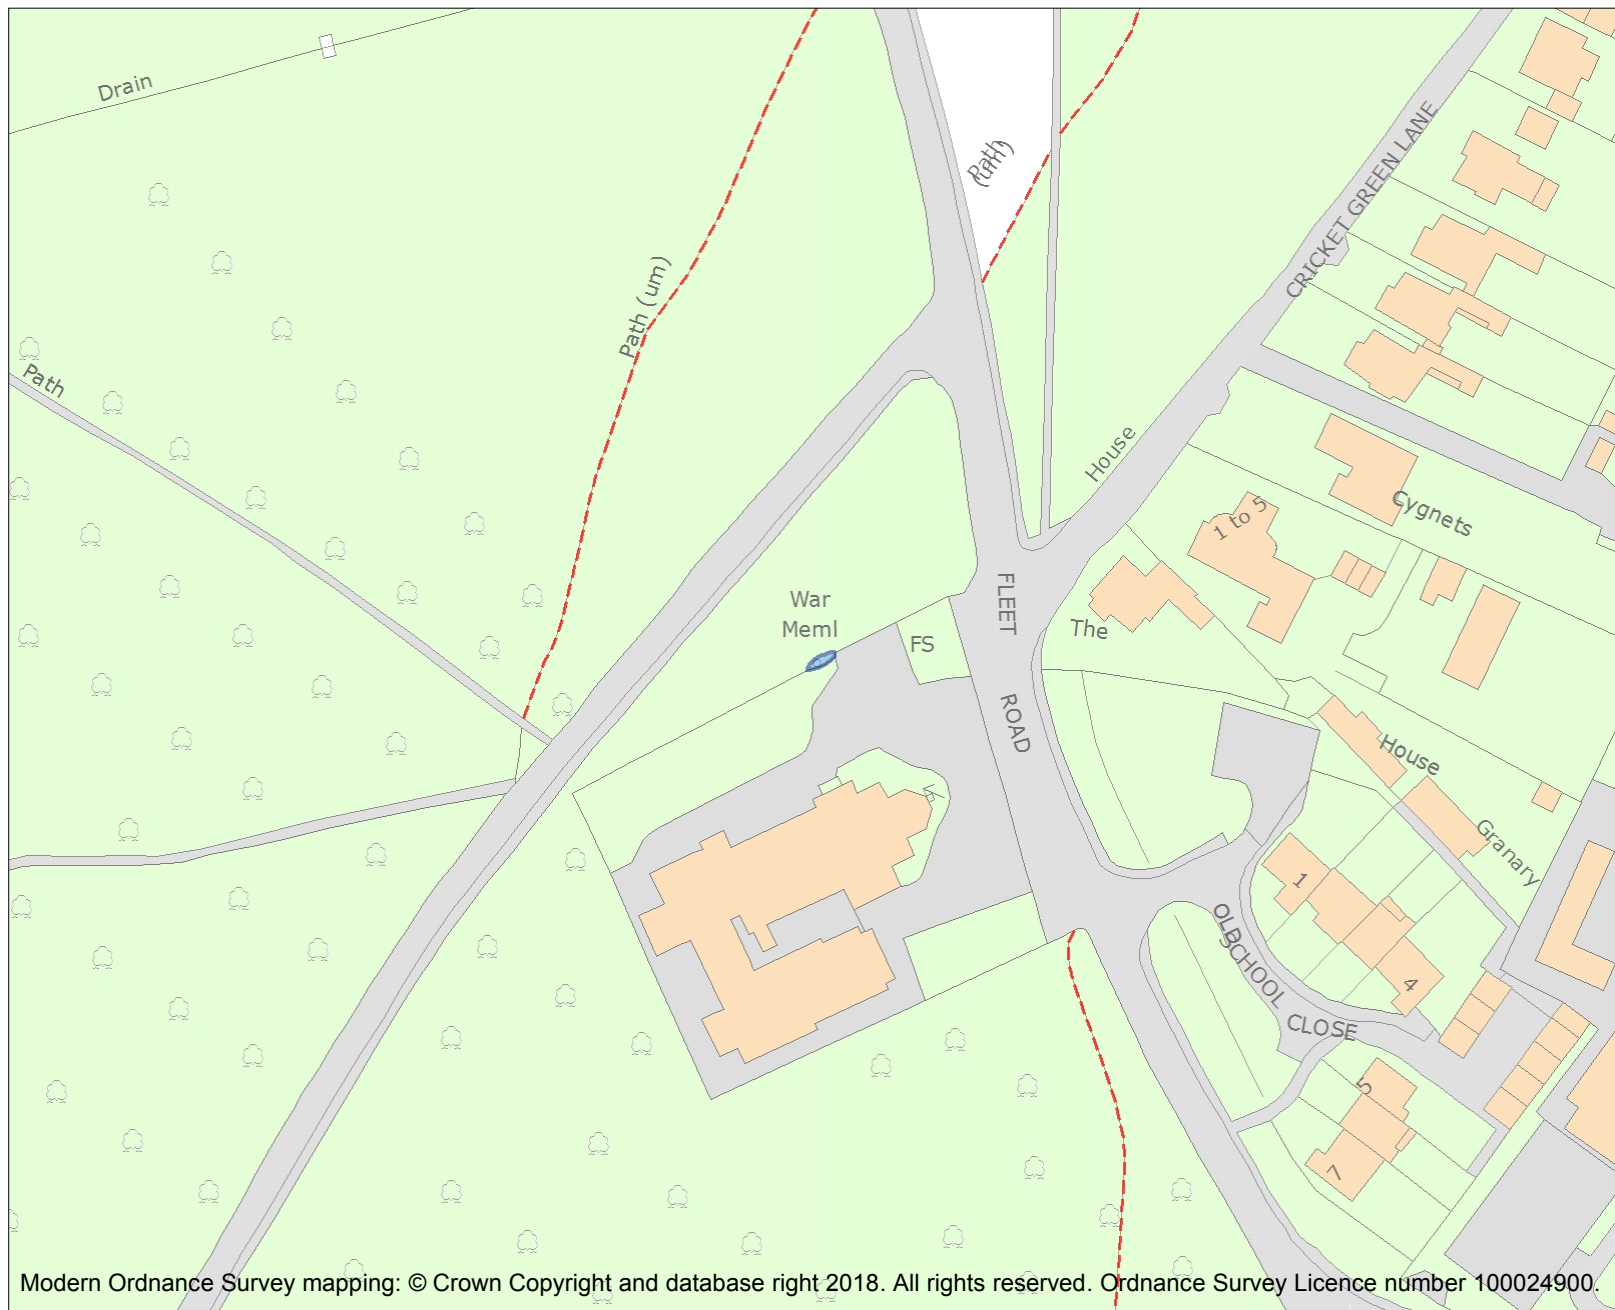 Drain
Path
(um)
CRICKET GREEN LANE
Path (um)
Path
House
Cygnets
1 to 5
War
Meml
FS
FLEET
ROAD
The
House
Granary
1
4
OLD
SCHOOL
CLOSE
5
7
Modern Ordnance Survey mapping: © Crown Copyright and database right 2018. All rights reserved. Ordnance Survey Licence number 100024900.